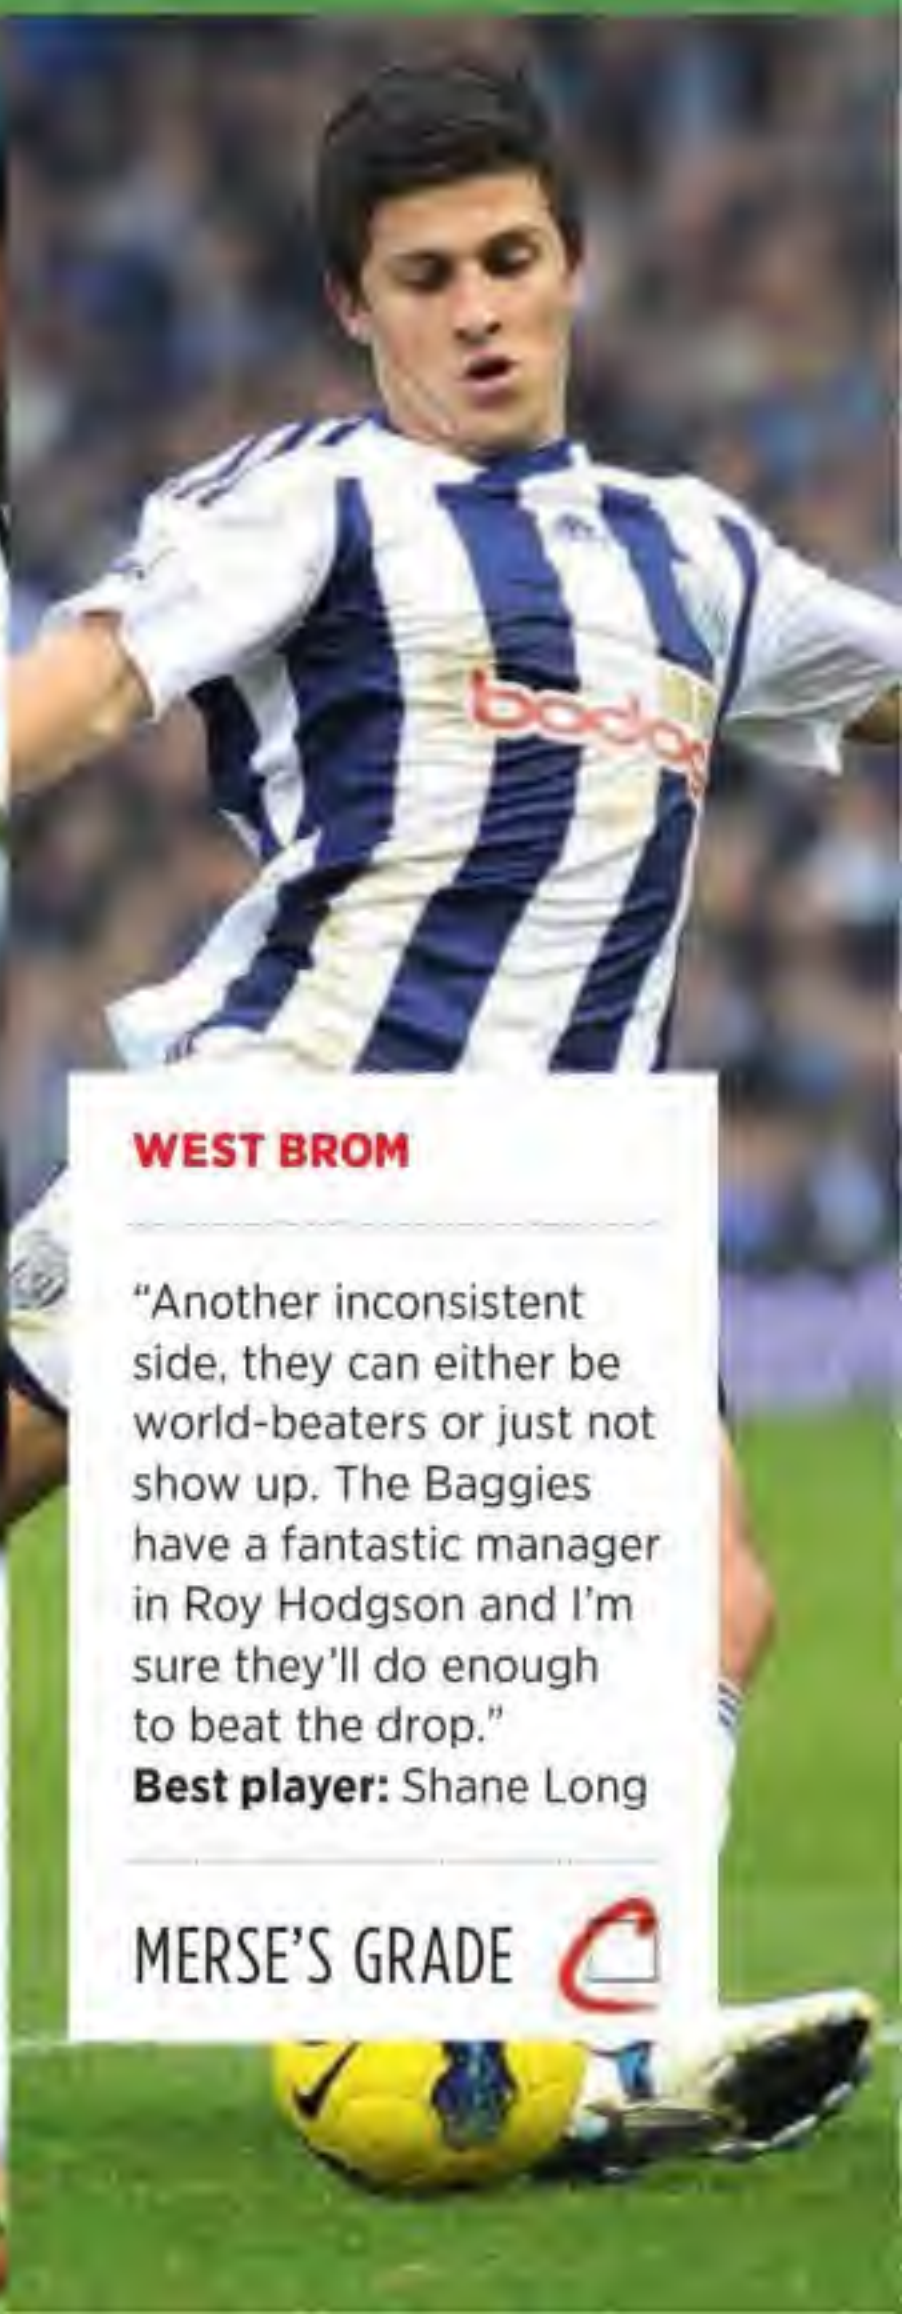 bodog
WEST BROM
“Another inconsistent
side, they can either be
world-beaters or just not
show up. The Baggies
have a fantastic manager
in Roy Hodgson and I’m
sure they’ll do enough
to beat the drop.”
Best player: Shane Long
MERSE’S GRADE C